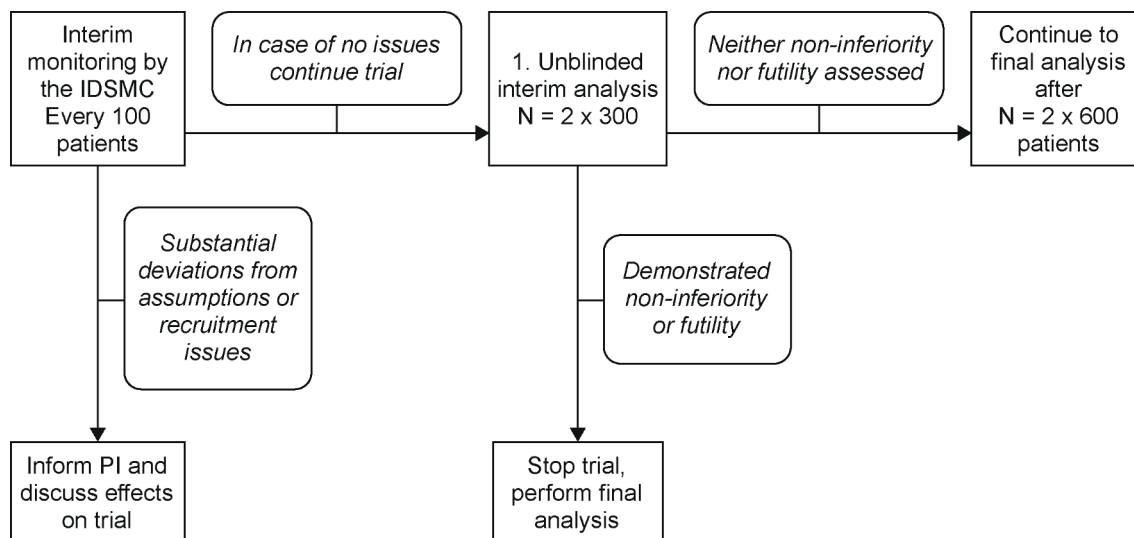 Interim
monitoring by
the IDSMC
Every 100
patients
In case of no issues
continue trial
1. Unblinded
interim analysis
N = 2 x 300
Neither non-inferiority
nor futility assessed
Continue to
final analysis
after
N = 2 x 600
patients
Substantial
deviations from
assumptions or
recruitment
issues
Demonstrated
non-inferiority
or futility
Inform PI and
discuss effects
on trial
Stop trial,
perform final
analysis